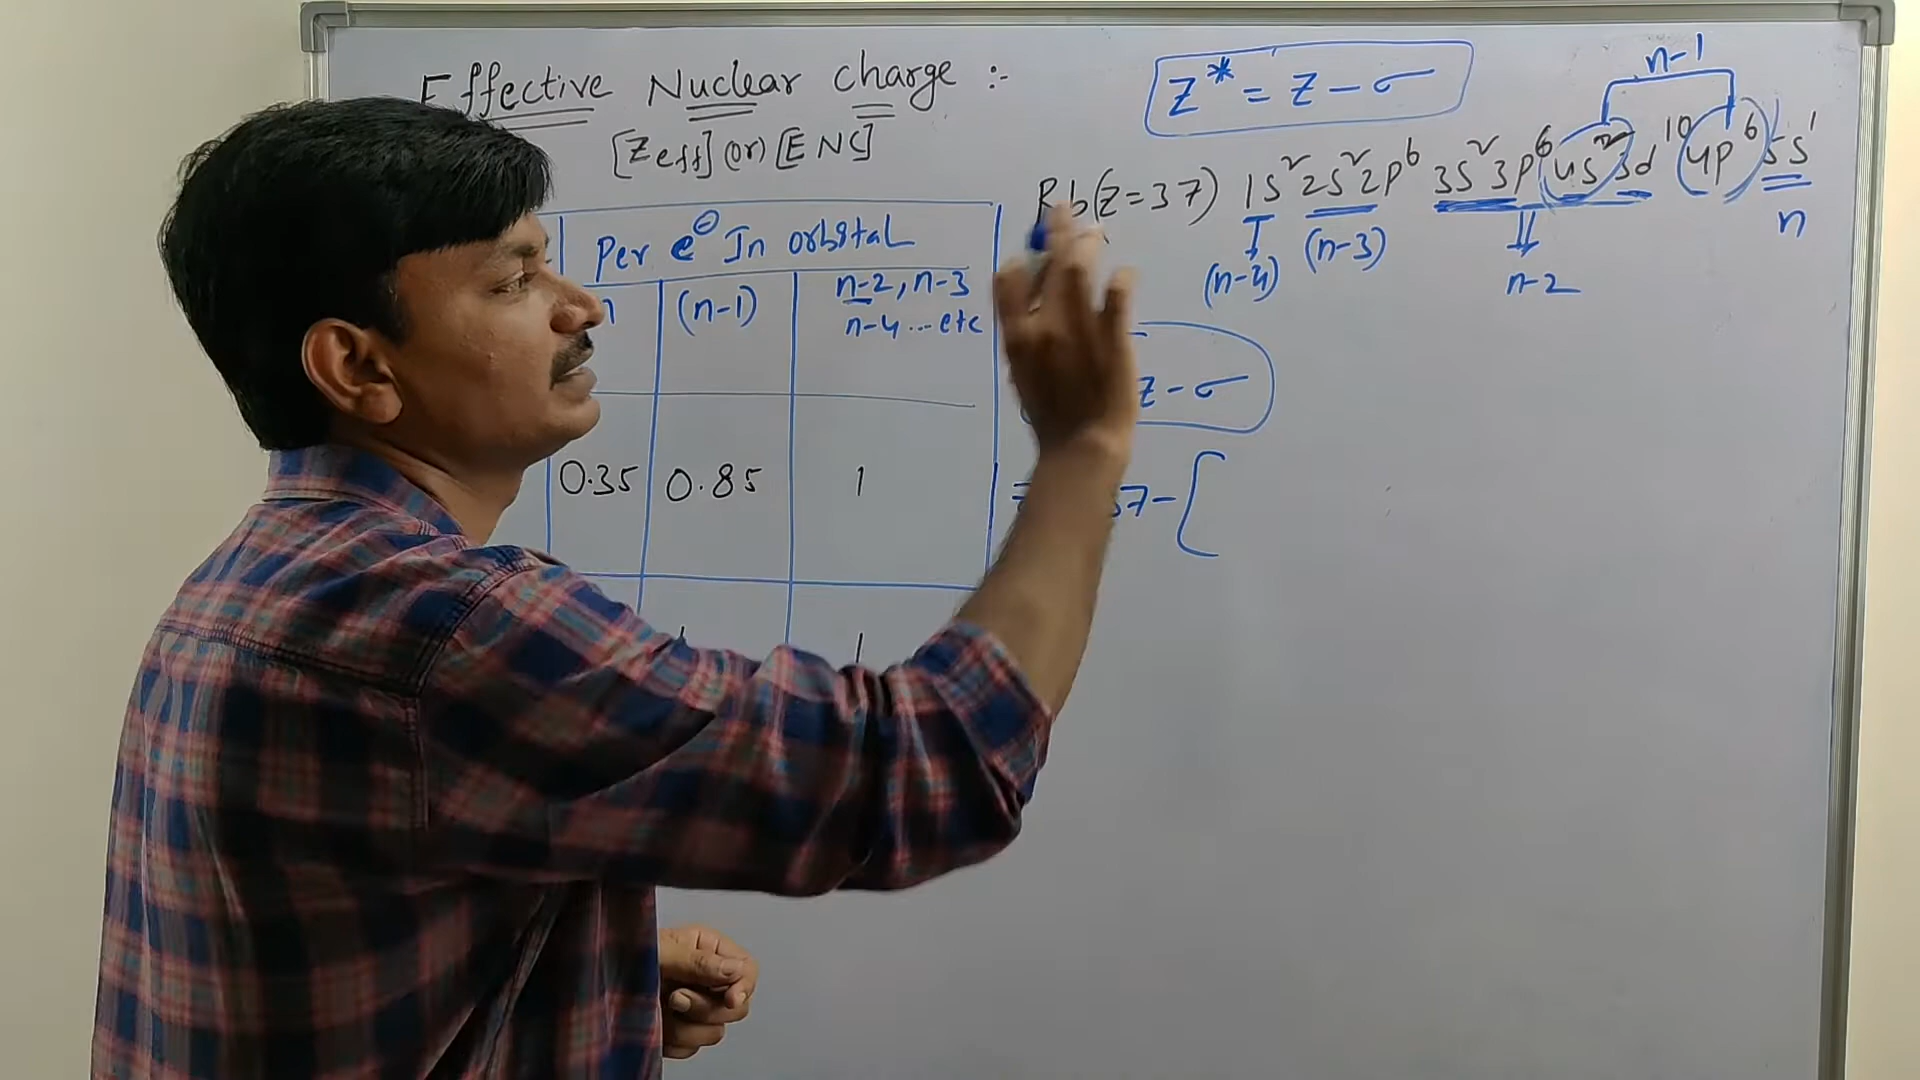 Effective Nuclear charge :-
[Zeff] (or) [ENC]
Z* = Z - σ
n-1
Rb(Z=37) 1s² 2s² 2p⁶ 3s² 3p⁶ 4s² 3d¹⁰ 4p⁶ 5s¹
(n-4) (n-3) n-2 n
Per e⊖ In orbital
n (n-1) n-2, n-3
n-4 ... etc
Z - σ
0.35 0.85 1
= 37 - [
1 1